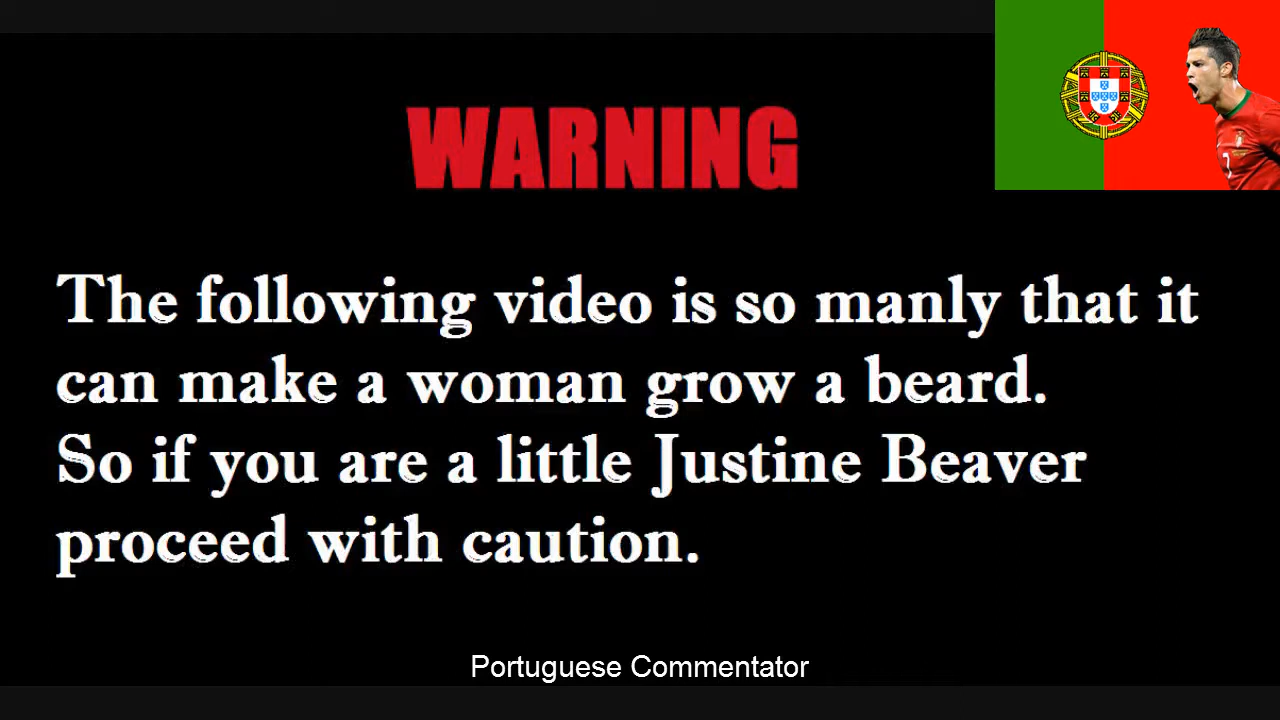 WARNING
The following video is so manly that it
can make a woman grow a beard.
So if you are a little Justine Beaver
proceed with caution.
Portuguese Commentator
7